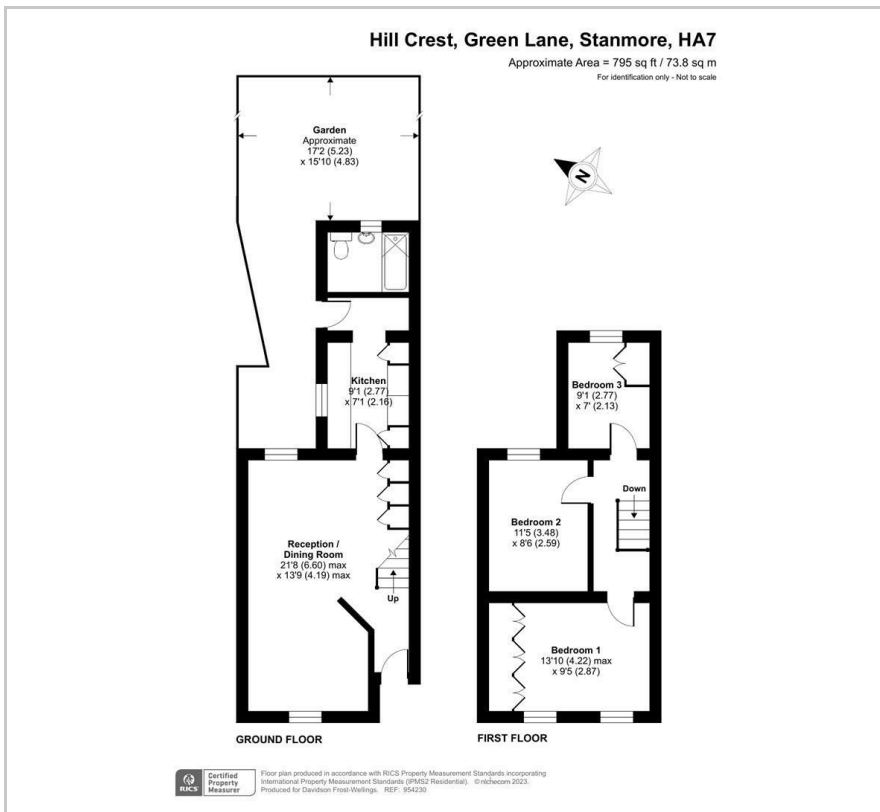 Hill Crest, Green Lane, Stanmore, HA7
Approximate Area = 795 sq ft / 73.8 sq m
For identification only - Not to scale
Garden
Approximate
17'2 (5.23)
x 15'10 (4.83)
N
Kitchen
9'1 (2.77)
x 7'1 (2.16)
Reception /
Dining Room
21'8 (6.60) max
x 13'9 (4.19) max
Up
GROUND FLOOR
Bedroom 3
9'1 (2.77)
x 7' (2.13)
Down
Bedroom 2
11'5 (3.48)
x 8'6 (2.59)
Bedroom 1
13'10 (4.22) max
x 9'5 (2.87)
FIRST FLOOR
RICS
Certified
Property
Measurer
Floor plan produced in accordance with RICS Property Measurement Standards incorporating
International Property Measurement Standards (IPMS2 Residential). © nichecom 2023.
Produced for Davidson Frost-Wellings. REF: 954230